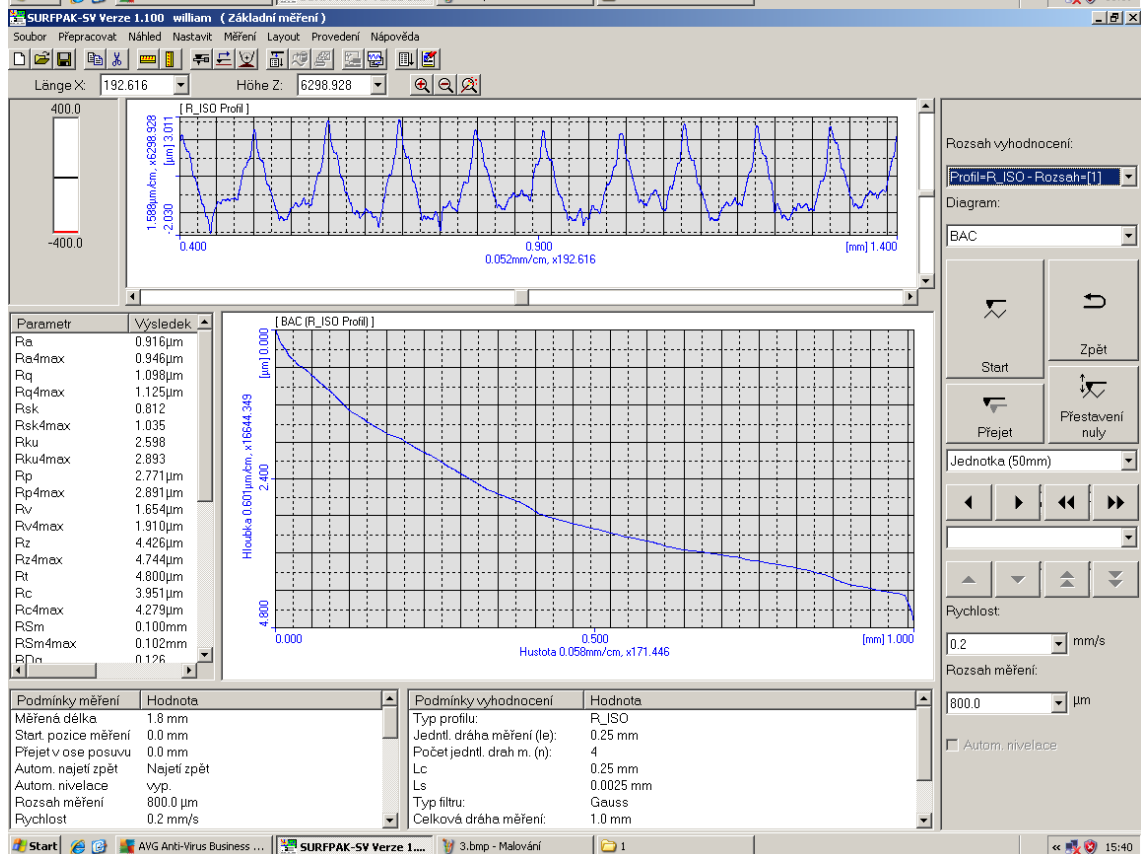 SURFPAK-SV Verze 1.100 william ( Základní měření )
Soubor Přepracovat Náhled Nastavit Měření Layout Provedení Nápověda
Länge X: 192.616 Höhe Z: 6298.928
400.0
-400.0
[ R_ISO Profil ]
1.588µm/cm, x6298.928
-2.030 [µm] 3.011
0.400 0.900 [mm] 1.400
0.052mm/cm, x192.616
Parametr Výsledek
Ra 0.916µm
Ra4max 0.946µm
Rq 1.098µm
Rq4max 1.125µm
Rsk 0.812
Rsk4max 1.035
Rku 2.598
Rku4max 2.893
Rp 2.771µm
Rp4max 2.891µm
Rv 1.654µm
Rv4max 1.910µm
Rz 4.426µm
Rz4max 4.744µm
Rt 4.800µm
Rc 3.951µm
Rc4max 4.279µm
RSm 0.100mm
RSm4max 0.102mm
RDq 0.126
[ BAC (R_ISO Profil) ]
Hloubka 0.601µm/cm, x16644.349
4.800 2.400 [µm] 0.000
0.000 0.500 [mm] 1.000
Hustota 0.058mm/cm, x171.446
Podmínky měření Hodnota
Měřená délka 1.8 mm
Start. pozice měření 0.0 mm
Přejet v ose posuvu 0.0 mm
Autom. najetí zpět Najetí zpět
Autom. nivelace vyp.
Rozsah měření 800.0 µm
Rychlost 0.2 mm/s
Podmínky vyhodnocení Hodnota
Typ profilu: R_ISO
Jedntl. dráha měření (le): 0.25 mm
Počet jedntl. drah m. (n): 4
Lc 0.25 mm
Ls 0.0025 mm
Typ filtru: Gauss
Celková dráha měření: 1.0 mm
Rozsah vyhodnocení:
Profil=R_ISO - Rozsah=[1]
Diagram:
BAC
Start
Zpět
Přejet
Přestavení
nuly
Jednotka (50mm)
Rychlost:
0.2 mm/s
Rozsah měření:
800.0 µm
Autom. nivelace
Start AVG Anti-Virus Business ... SURFPAK-SV Verze 1.... 3.bmp - Malování 1 15:40